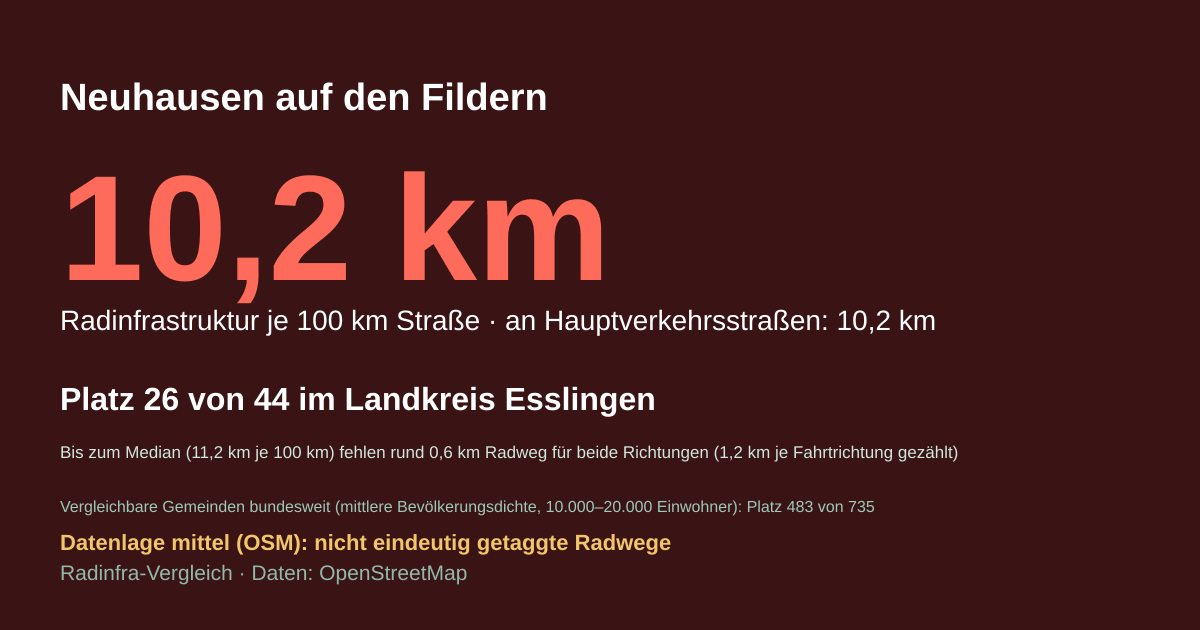 Neuhausen auf den Fildern
10,2 km
Radinfrastruktur je 100 km Straße · an Hauptverkehrsstraßen: 10,2 km
Platz 26 von 44 im Landkreis Esslingen
Bis zum Median (11,2 km je 100 km) fehlen rund 0,6 km Radweg für beide Richtungen (1,2 km je Fahrtrichtung gezählt)
Vergleichbare Gemeinden bundesweit (mittlere Bevölkerungsdichte, 10.000–20.000 Einwohner): Platz 483 von 735
Datenlage mittel (OSM): nicht eindeutig getaggte Radwege
Radinfra-Vergleich · Daten: OpenStreetMap